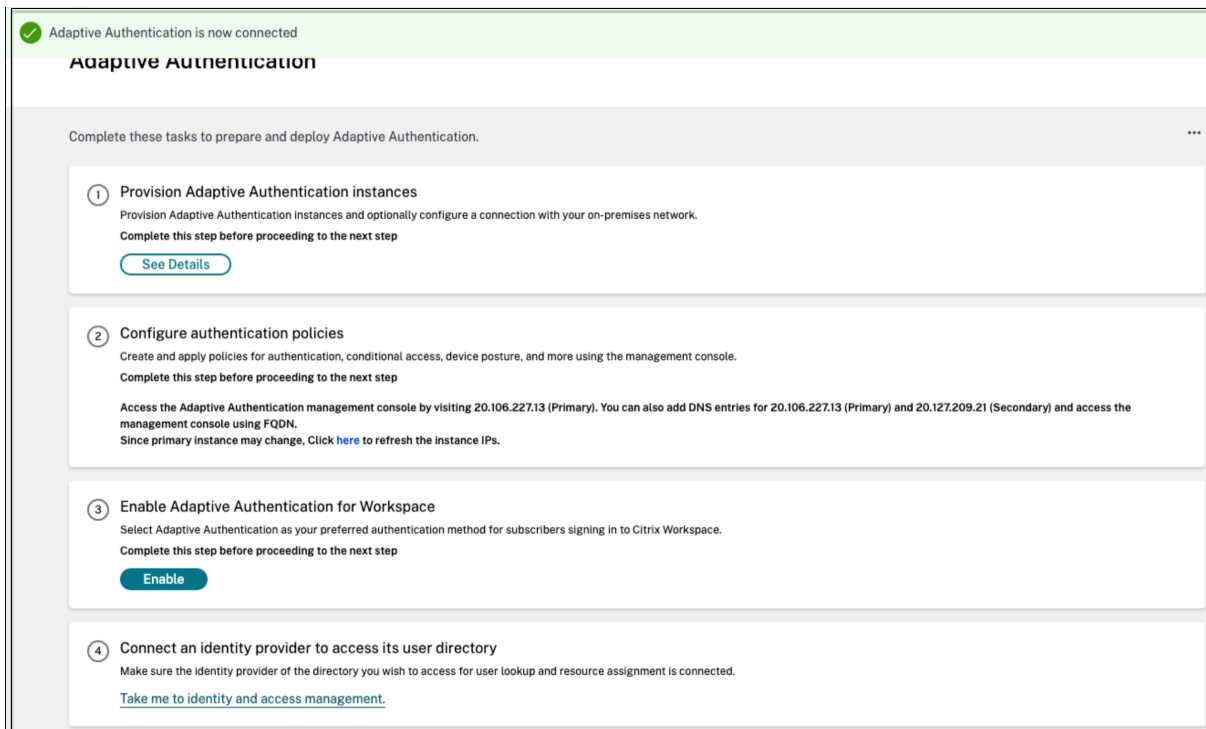 Adaptive Authentication is now connected
Adaptive Authentication
Complete these tasks to prepare and deploy Adaptive Authentication.
1
Provision Adaptive Authentication instances
Provision Adaptive Authentication instances and optionally configure a connection with your on-premises network.
Complete this step before proceeding to the next step
See Details
2
Configure authentication policies
Create and apply policies for authentication, conditional access, device posture, and more using the management console.
Complete this step before proceeding to the next step
Access the Adaptive Authentication management console by visiting 20.106.227.13 (Primary). You can also add DNS entries for 20.106.227.13 (Primary) and 20.127.209.21 (Secondary) and access the
management console using FQDN.
Since primary instance may change, Click here to refresh the instance IPs.
3
Enable Adaptive Authentication for Workspace
Select Adaptive Authentication as your preferred authentication method for subscribers signing in to Citrix Workspace.
Complete this step before proceeding to the next step
Enable
4
Connect an identity provider to access its user directory
Make sure the identity provider of the directory you wish to access for user lookup and resource assignment is connected.
Take me to identity and access management.